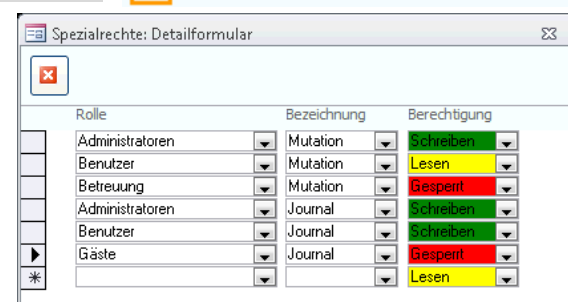 Spezialrechte: Detailformular
Rolle Bezeichnung Berechtigung
Administratoren Mutation Schreiben
Benutzer Mutation Lesen
Betreuung Mutation Gesperrt
Administratoren Journal Schreiben
Benutzer Journal Schreiben
Gäste Journal Gesperrt
Lesen